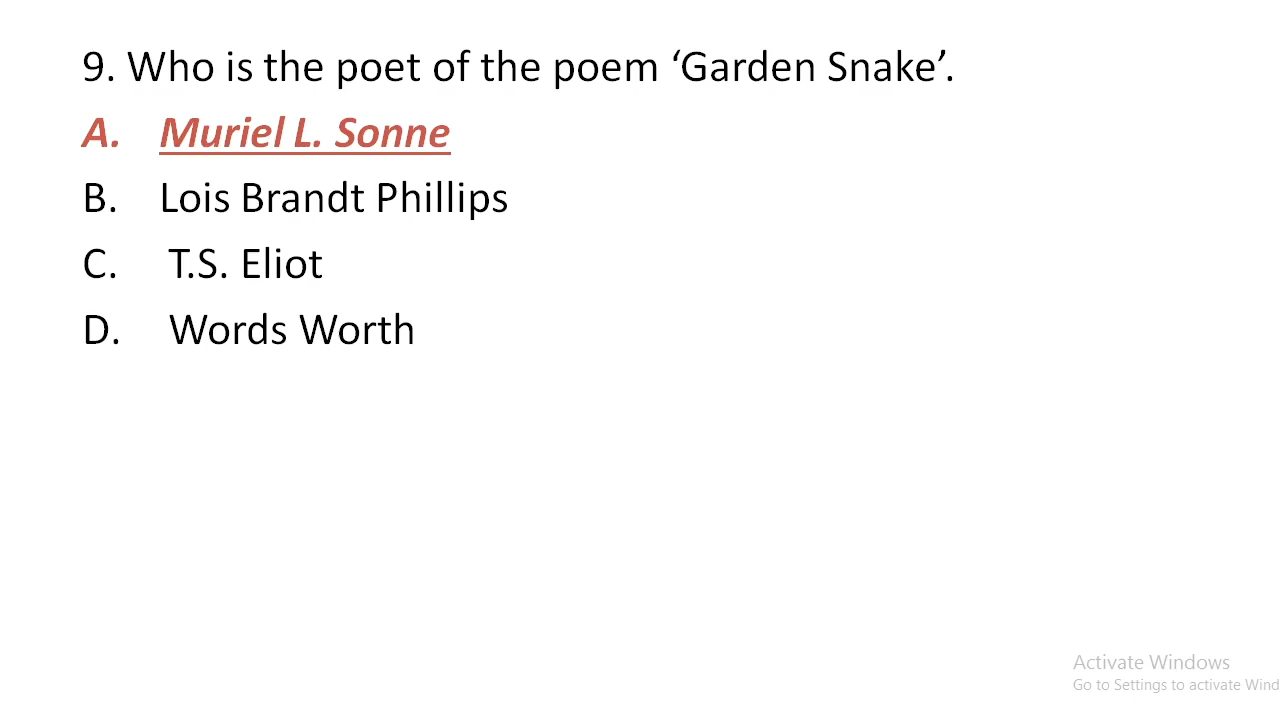 9. Who is the poet of the poem ‘Garden Snake’.
A. Muriel L. Sonne
B. Lois Brandt Phillips
C. T.S. Eliot
D. Words Worth
Activate Windows
Go to Settings to activate Wind